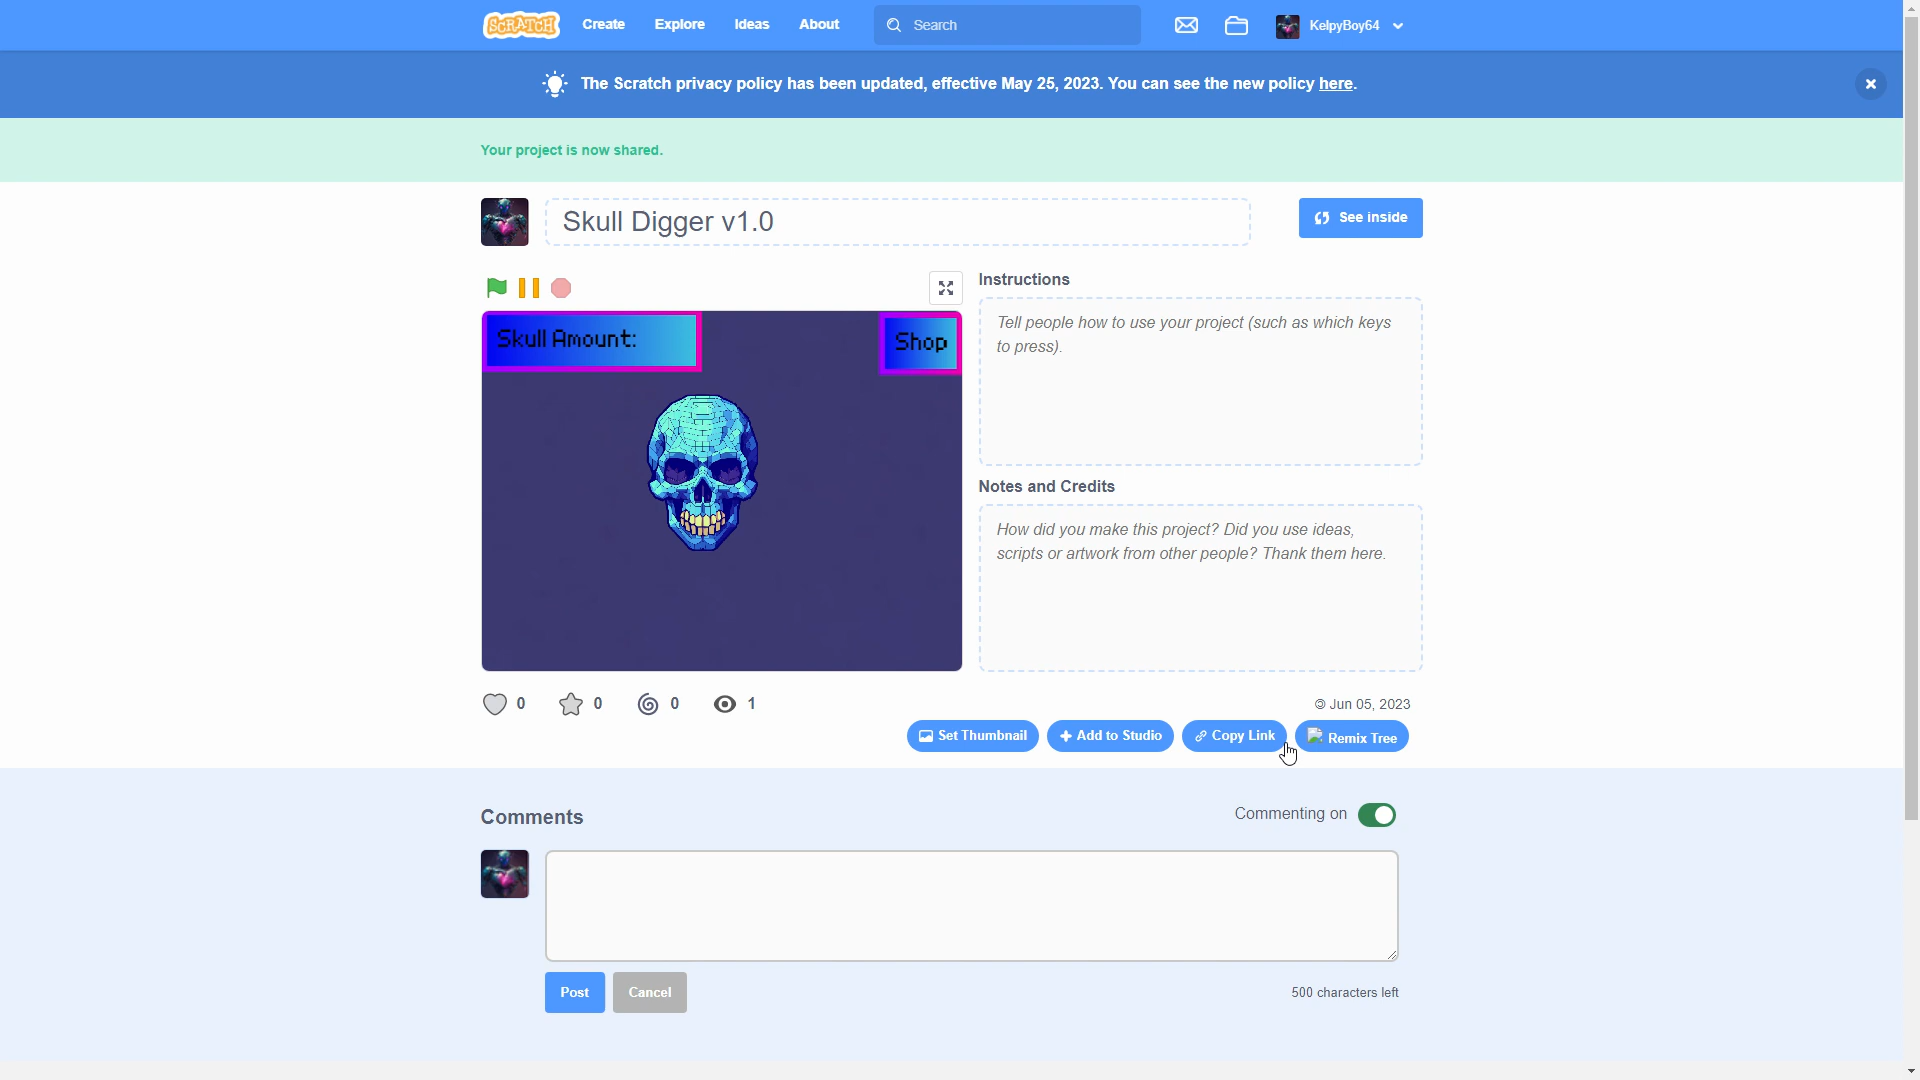 SCRATCH Create Explore Ideas About Search KelpyBoy64
The Scratch privacy policy has been updated, effective May 25, 2023. You can see the new policy here.
Your project is now shared.
Skull Digger v1.0
See inside
Instructions
Skull Amount:
Shop
Tell people how to use your project (such as which keys
to press).
Notes and Credits
How did you make this project? Did you use ideas,
scripts or artwork from other people? Thank them here.
0 0 0 1
© Jun 05, 2023
Set Thumbnail Add to Studio Copy Link Remix Tree
Comments
Commenting on
Post Cancel
500 characters left